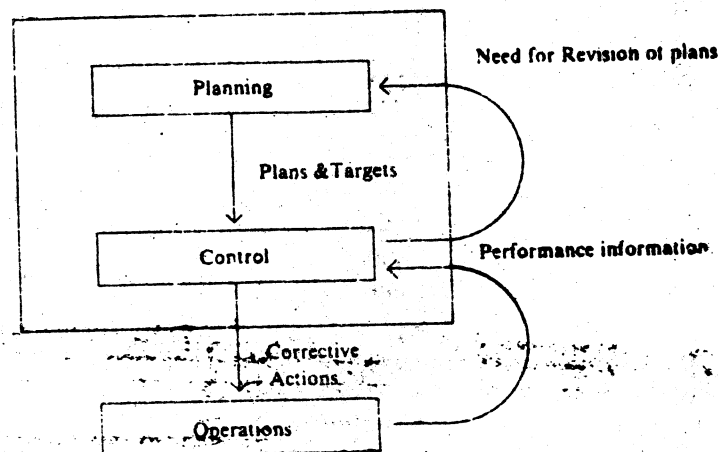 Need for Revision of plans
Planning
Plans & Targets
Control
Performance information
Corrective
Actions
Operations